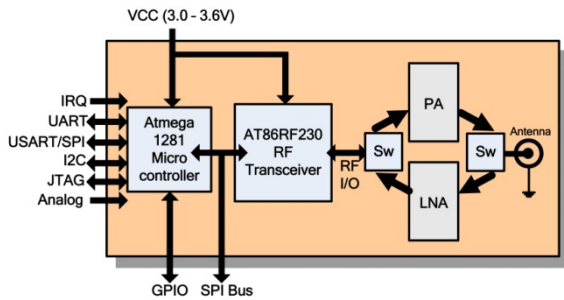 VCC (3.0 - 3.6V)
IRQ
UART
USART/SPI
I2C
JTAG
Analog
Atmega
1281
Micro
controller
AT86RF230
RF
Transceiver
RF
I/O
Sw
PA
LNA
Sw
Antenna
GPIO
SPI Bus